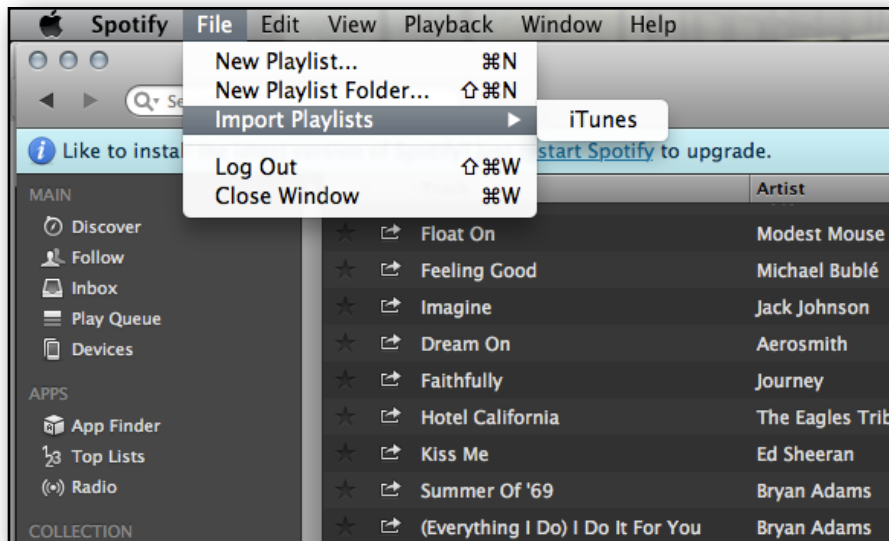 Spotify File Edit View Playback Window Help
New Playlist... ⌘N
New Playlist Folder... ⇧⌘N
Import Playlists ▶ iTunes
Like to start Spotify to upgrade.
Log Out ⇧⌘W
Close Window ⌘W
Artist
MAIN
Discover
Follow
Inbox
Play Queue
Devices
APPS
App Finder
Top Lists
Radio
COLLECTION
Float On Modest Mouse
Feeling Good Michael Bublé
Imagine Jack Johnson
Dream On Aerosmith
Faithfully Journey
Hotel California The Eagles Trib
Kiss Me Ed Sheeran
Summer Of '69 Bryan Adams
(Everything I Do) I Do It For You Bryan Adams